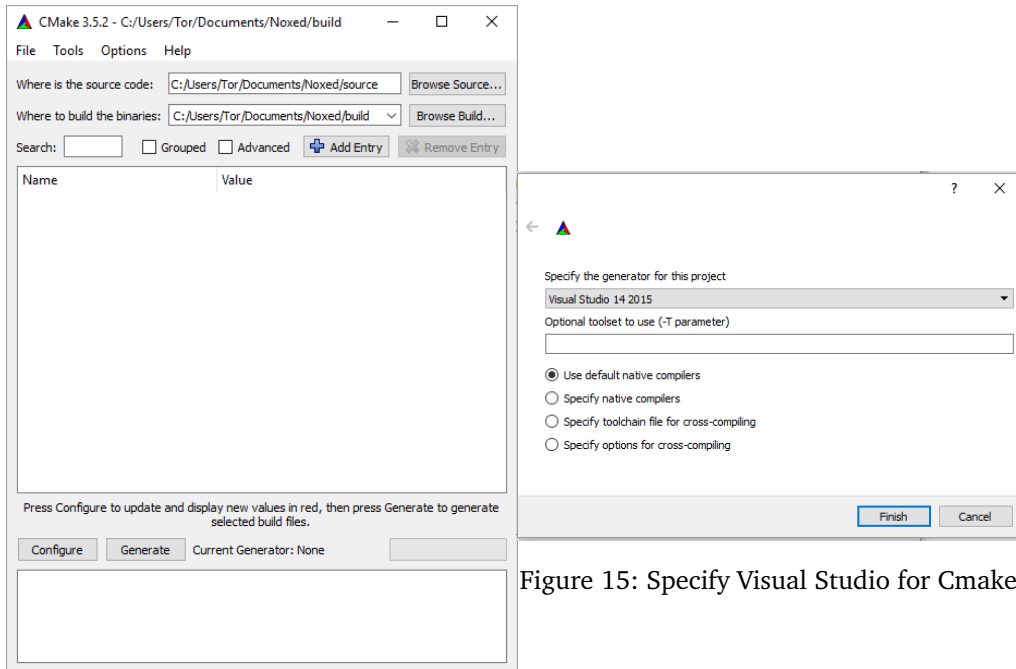 CMake 3.5.2 - C:/Users/Tor/Documents/Noxed/build
File Tools Options Help
Where is the source code: C:/Users/Tor/Documents/Noxed/source Browse Source...
Where to build the binaries: C:/Users/Tor/Documents/Noxed/build Browse Build...
Search: Grouped Advanced Add Entry Remove Entry
Name Value
Press Configure to update and display new values in red, then press Generate to generate
selected build files.
Configure Generate Current Generator: None
?
Specify the generator for this project
Visual Studio 14 2015
Optional toolset to use (-T parameter)
Use default native compilers
Specify native compilers
Specify toolchain file for cross-compiling
Specify options for cross-compiling
Finish Cancel
Figure 15: Specify Visual Studio for Cmake